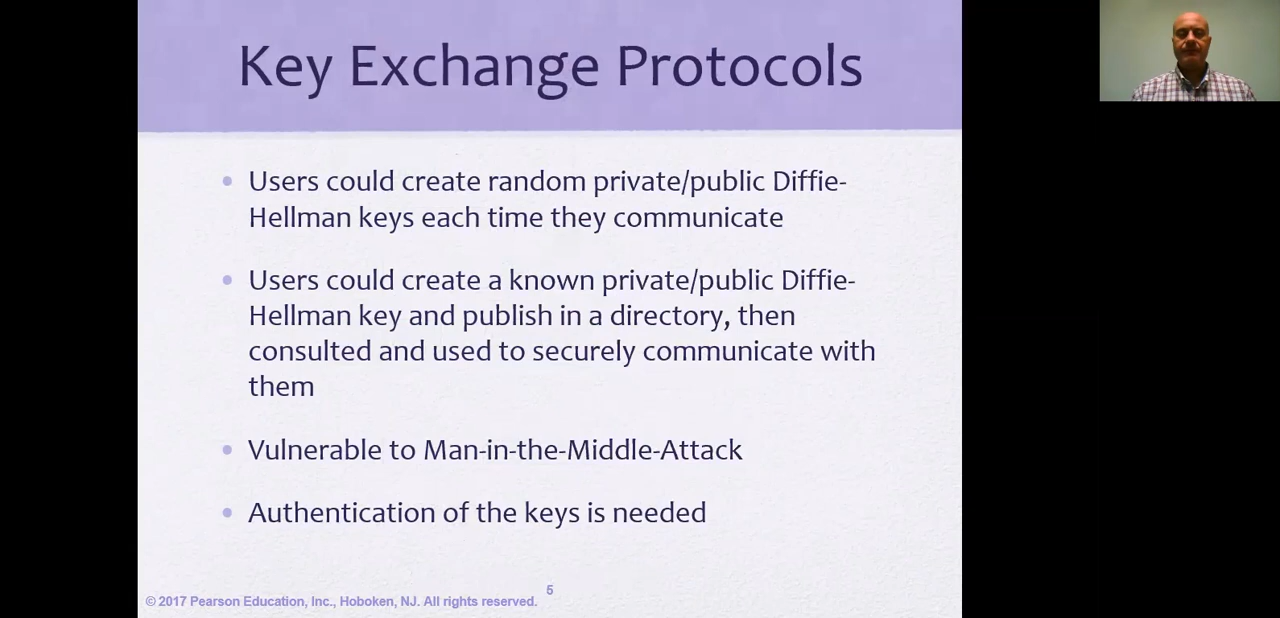 Key Exchange Protocols
• Users could create random private/public Diffie-
Hellman keys each time they communicate
• Users could create a known private/public Diffie-
Hellman key and publish in a directory, then
consulted and used to securely communicate with
them
• Vulnerable to Man-in-the-Middle-Attack
• Authentication of the keys is needed
5
© 2017 Pearson Education, Inc., Hoboken, NJ. All rights reserved.